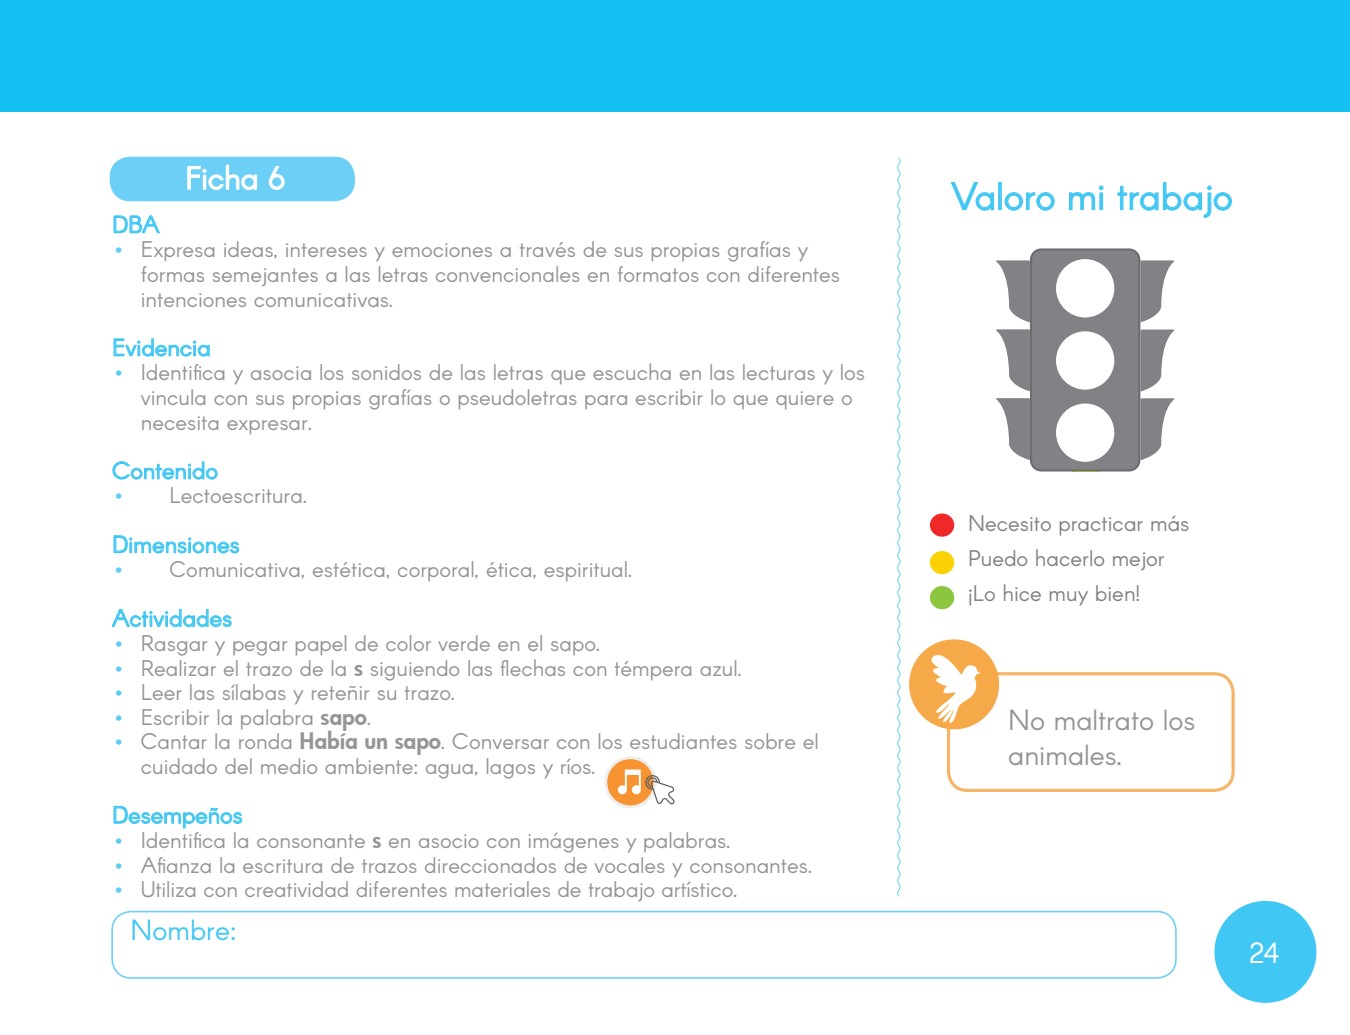 Ficha 6
DBA
• Expresa ideas, intereses y emociones a través de sus propias grafías y
formas semejantes a las letras convencionales en formatos con diferentes
intenciones comunicativas.
Evidencia
• Identifica y asocia los sonidos de las letras que escucha en las lecturas y los
vincula con sus propias grafías o pseudoletras para escribir lo que quiere o
necesita expresar.
Contenido
• Lectoescritura.
Dimensiones
• Comunicativa, estética, corporal, ética, espiritual.
Actividades
• Rasgar y pegar papel de color verde en el sapo.
• Realizar el trazo de la s siguiendo las flechas con témpera azul.
• Leer las sílabas y reteñir su trazo.
• Escribir la palabra sapo.
• Cantar la ronda Había un sapo. Conversar con los estudiantes sobre el
cuidado del medio ambiente: agua, lagos y ríos.
Desempeños
• Identifica la consonante s en asocio con imágenes y palabras.
• Afianza la escritura de trazos direccionados de vocales y consonantes.
• Utiliza con creatividad diferentes materiales de trabajo artístico.
Nombre:
Valoro mi trabajo
Necesito practicar más
Puedo hacerlo mejor
¡Lo hice muy bien!
No maltrato los
animales.
24